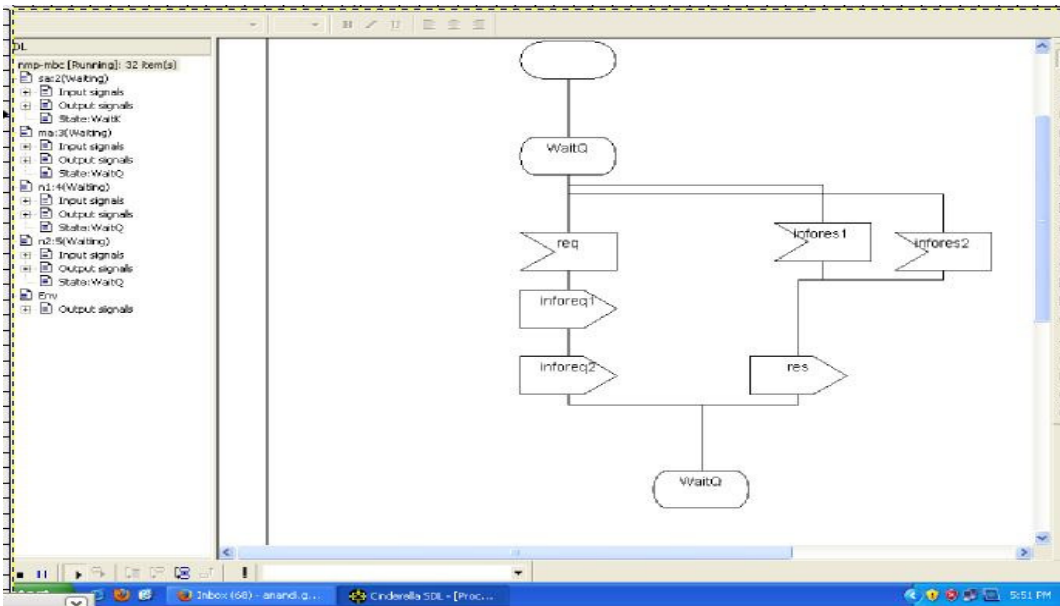 nmp-mbc [Running]: 32 item(s)
sa:2(Waiting)
Input signals
Output signals
State:WaitK
ma:3(Waiting)
Input signals
Output signals
State:WaitQ
n1:4(Waiting)
Input signals
Output signals
State:WaitQ
n2:5(Waiting)
Input signals
Output signals
State:WaitQ
Env
Output signals
WaitQ
req
infores1
infores2
inforeq1
inforeq2
res
WaitQ
Inbox (68) - anand.g...
Cinderella SDL - [Proc...
5:51 PM